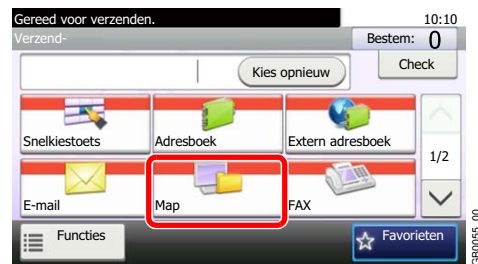 Gereed voor verzenden.
10:10
Verzend-
Bestem: 0
Kies opnieuw
Check
Snelkiestoets
Adresboek
Extern adresboek
1/2
E-mail
Map
FAX
Functies
Favorieten
GB0055_00